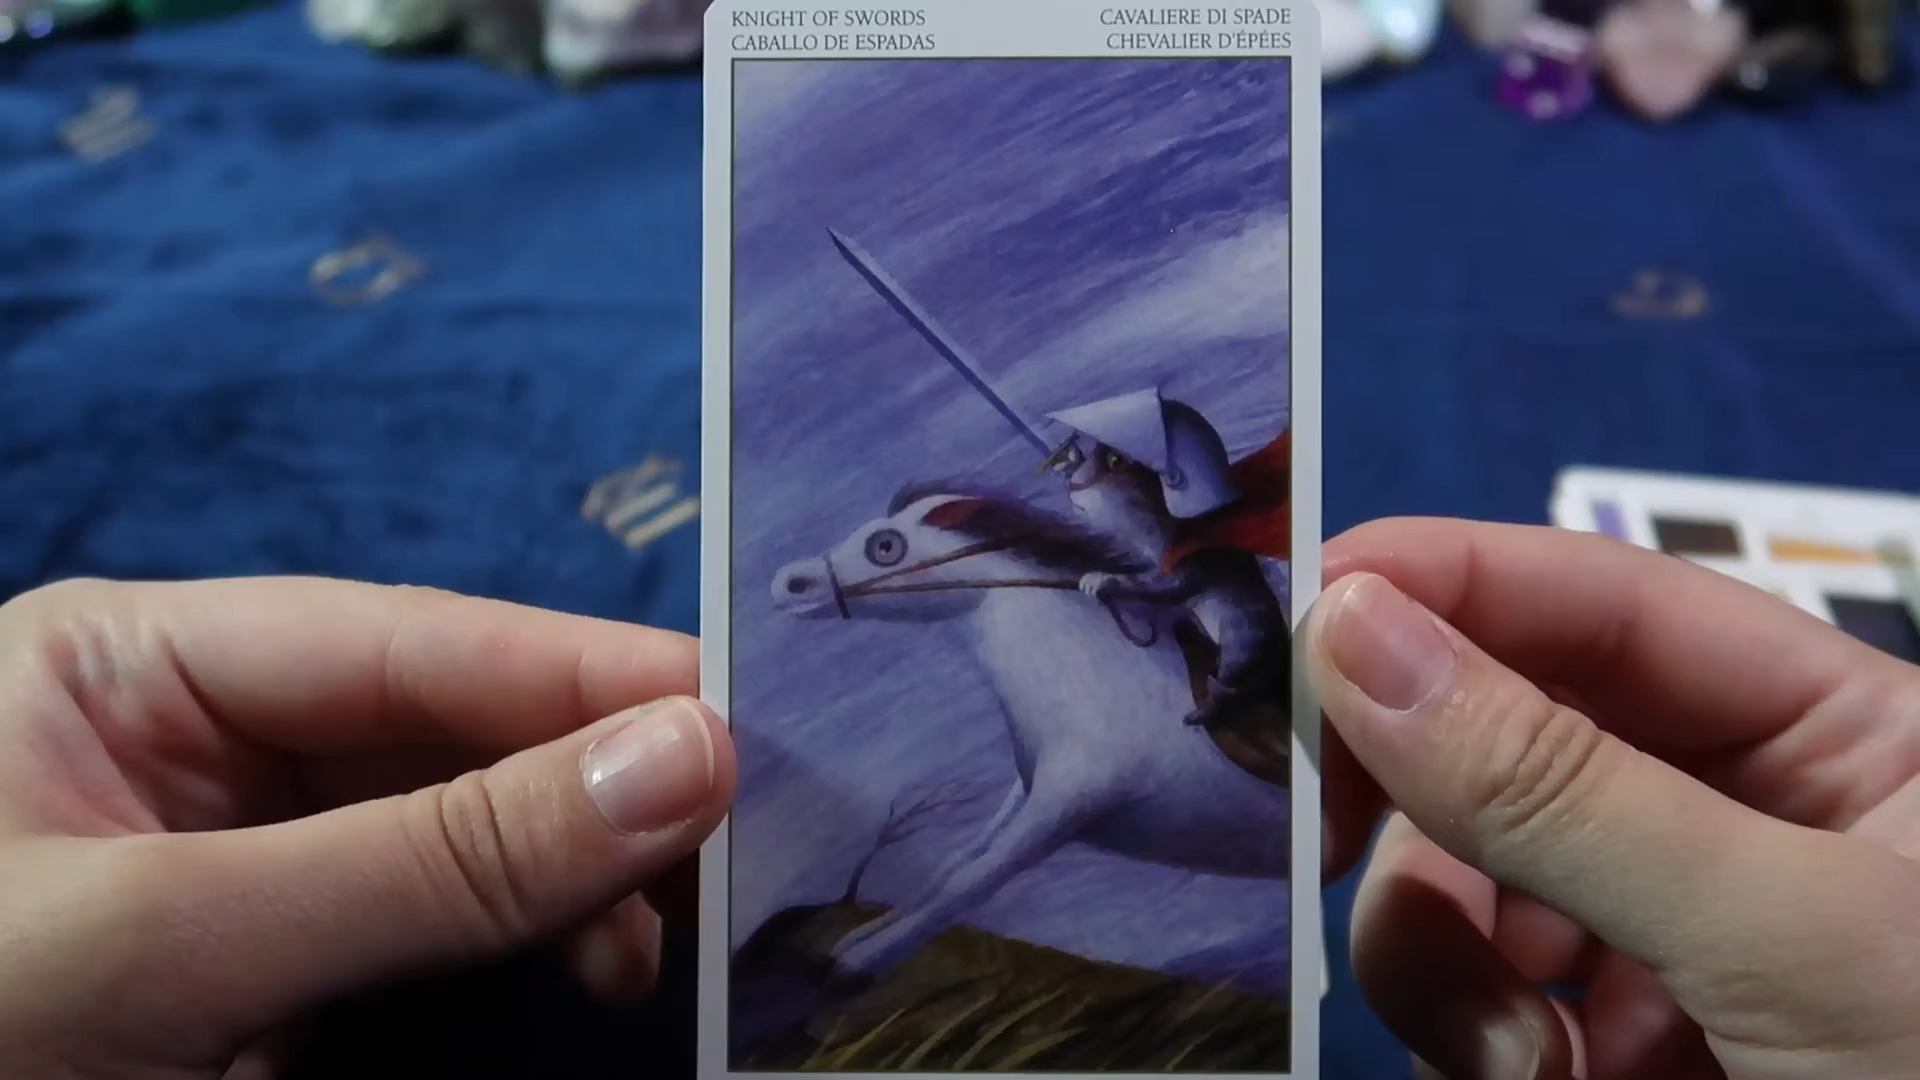 KNIGHT OF SWORDS
CABALLO DE ESPADAS
CAVALIERE DI SPADE
CHEVALIER D'ÉPÉES